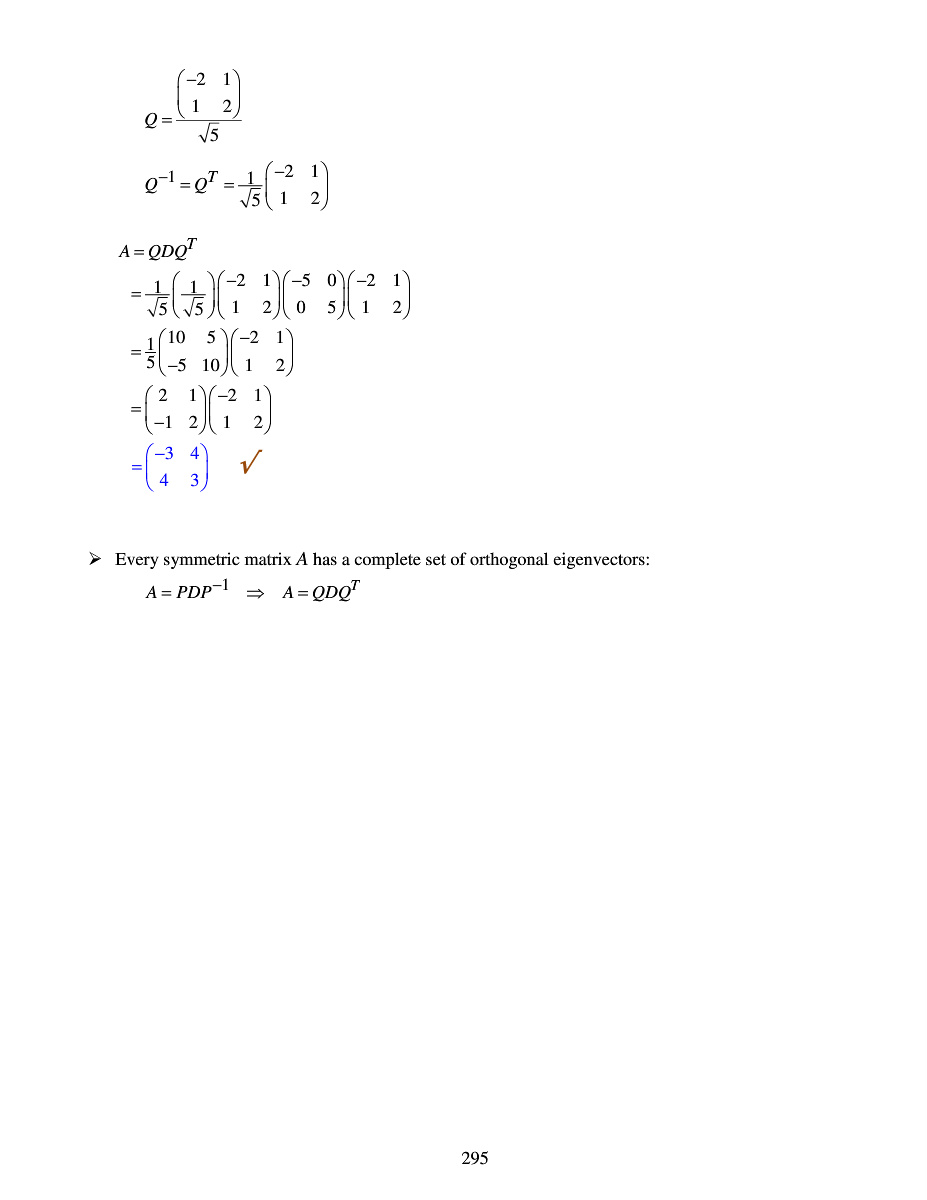 Q = \frac{\begin{pmatrix} -2 & 1 \\ 1 & 2 \end{pmatrix}}{\sqrt{5}}
Q^{-1} = Q^T = \frac{1}{\sqrt{5}} \begin{pmatrix} -2 & 1 \\ 1 & 2 \end{pmatrix}
A = QDQ^T
= \frac{1}{\sqrt{5}} \left( \frac{1}{\sqrt{5}} \right) \begin{pmatrix} -2 & 1 \\ 1 & 2 \end{pmatrix} \begin{pmatrix} -5 & 0 \\ 0 & 5 \end{pmatrix} \begin{pmatrix} -2 & 1 \\ 1 & 2 \end{pmatrix}
= \frac{1}{5} \begin{pmatrix} 10 & 5 \\ -5 & 10 \end{pmatrix} \begin{pmatrix} -2 & 1 \\ 1 & 2 \end{pmatrix}
= \begin{pmatrix} 2 & 1 \\ -1 & 2 \end{pmatrix} \begin{pmatrix} -2 & 1 \\ 1 & 2 \end{pmatrix}
= \begin{pmatrix} -3 & 4 \\ 4 & 3 \end{pmatrix} √
➢ Every symmetric matrix A has a complete set of orthogonal eigenvectors:
A = PDP^{-1} ⇒ A = QDQ^T
295